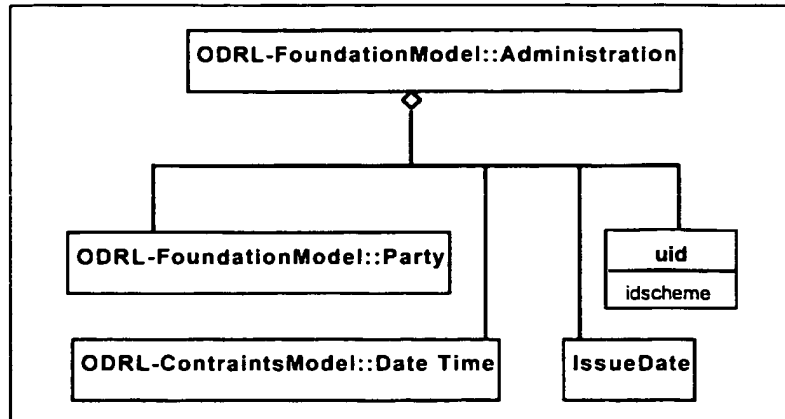 ODRL-FoundationModel::Administration
ODRL-FoundationModel::Party
uid
idscheme
ODRL-ContraintsModel::Date Time
IssueDate